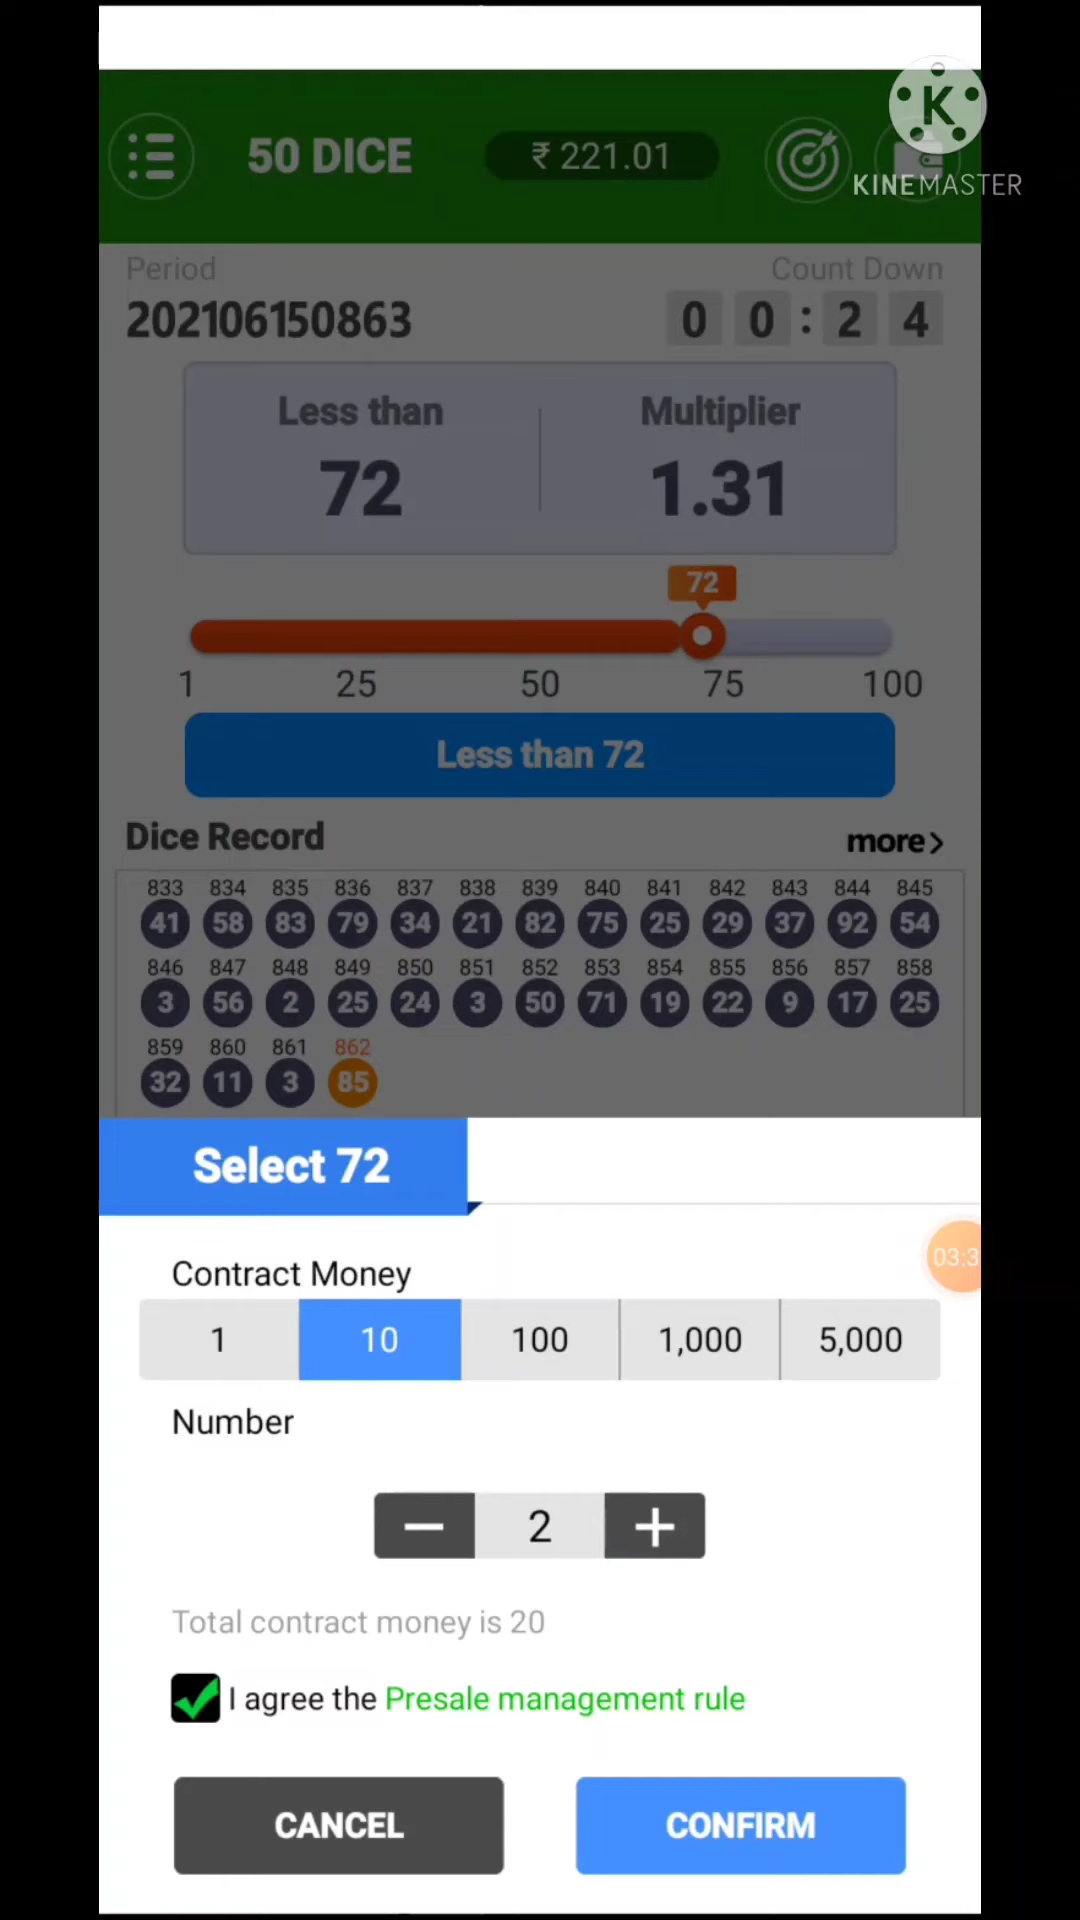 50 DICE
₹ 221.01
K
KINEMASTER
Period
Count Down
202106150863
0 0 : 2 4
Less than
Multiplier
72
1.31
72
1 25 50 75 100
Less than 72
Dice Record
more>
833 834 835 836 837 838 839 840 841 842 843 844 845
41 58 83 79 34 21 82 75 25 29 37 92 54
846 847 848 849 850 851 852 853 854 855 856 857 858
3 56 2 25 24 3 50 71 19 22 9 17 25
859 860 861 862
32 11 3 85
Select 72
03:3
Contract Money
1 10 100 1,000 5,000
Number
2
Total contract money is 20
I agree the Presale management rule
CANCEL
CONFIRM